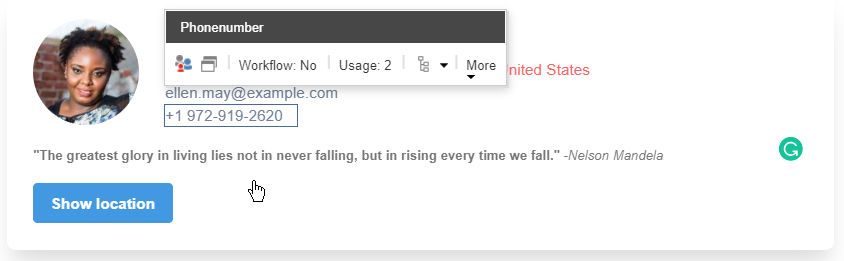 Phonenumber
Workflow: No Usage: 2 More
United States
ellen.may@example.com
+1 972-919-2620
"The greatest glory in living lies not in never falling, but in rising every time we fall." -Nelson Mandela
Show location